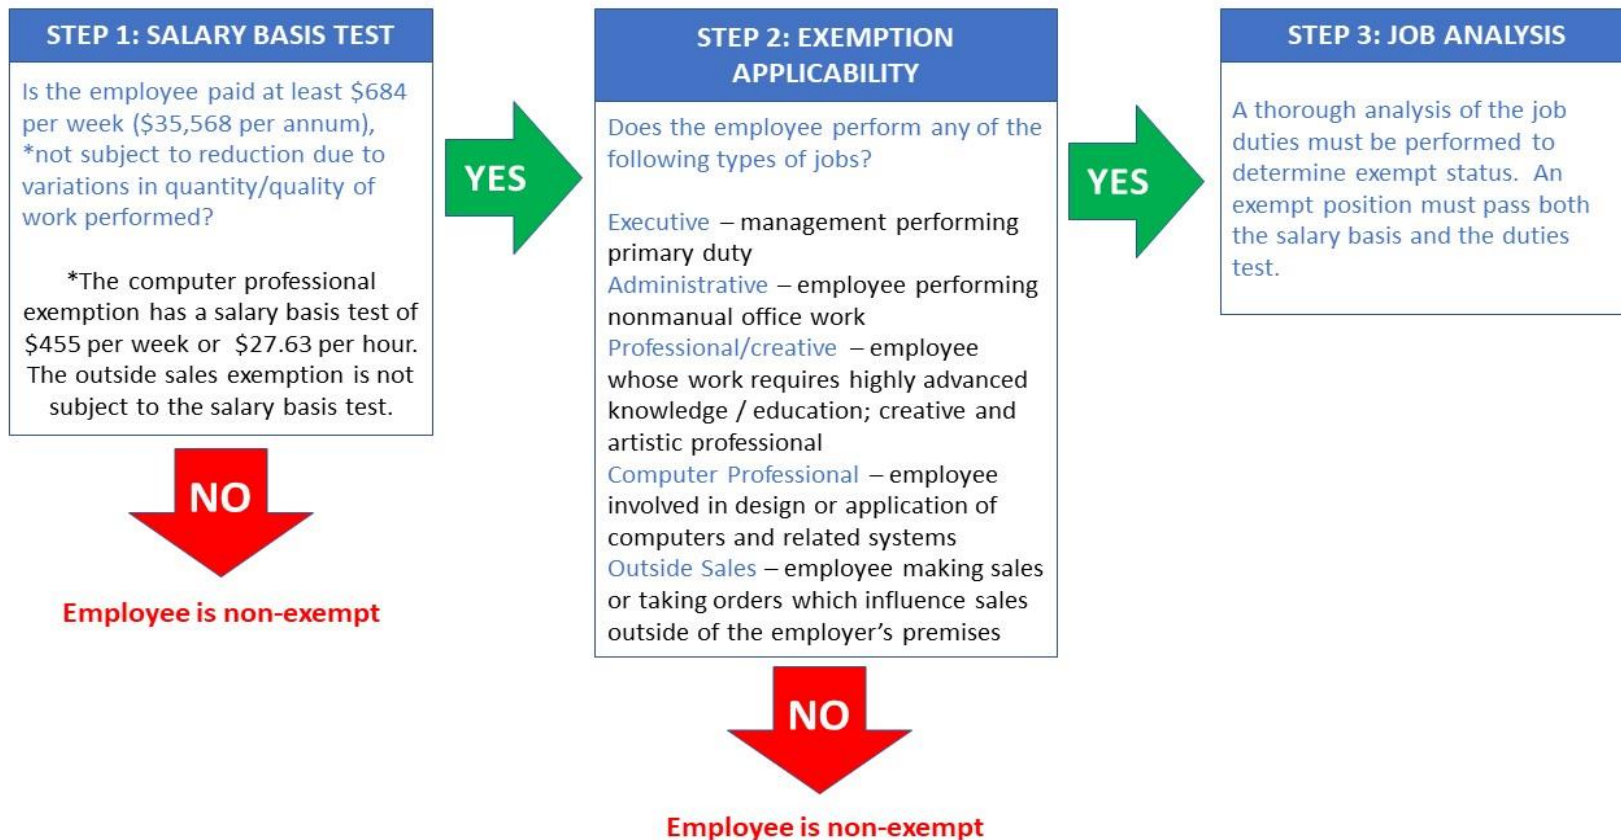 STEP 1: SALARY BASIS TEST
Is the employee paid at least $684
per week ($35,568 per annum),
*not subject to reduction due to
variations in quantity/quality of
work performed?
*The computer professional
exemption has a salary basis test of
$455 per week or $27.63 per hour.
The outside sales exemption is not
subject to the salary basis test.
NO
Employee is non-exempt
YES
STEP 2: EXEMPTION
APPLICABILITY
Does the employee perform any of the
following types of jobs?
Executive – management performing
primary duty
Administrative – employee performing
nonmanual office work
Professional/creative – employee
whose work requires highly advanced
knowledge / education; creative and
artistic professional
Computer Professional – employee
involved in design or application of
computers and related systems
Outside Sales – employee making sales
or taking orders which influence sales
outside of the employer’s premises
NO
Employee is non-exempt
YES
STEP 3: JOB ANALYSIS
A thorough analysis of the job
duties must be performed to
determine exempt status. An
exempt position must pass both
the salary basis and the duties
test.